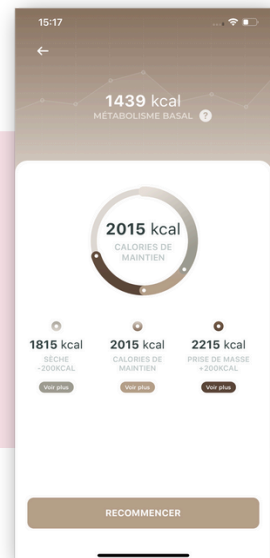 15:17
1439 kcal
MÉTABOLISME BASAL ?
2015 kcal
CALORIES DE
MAINTIEN
1815 kcal
SÈCHE
-200KCAL
Voir plus
2015 kcal
CALORIES DE
MAINTIEN
Voir plus
2215 kcal
PRISE DE MASSE
+200KCAL
Voir plus
RECOMMENCER